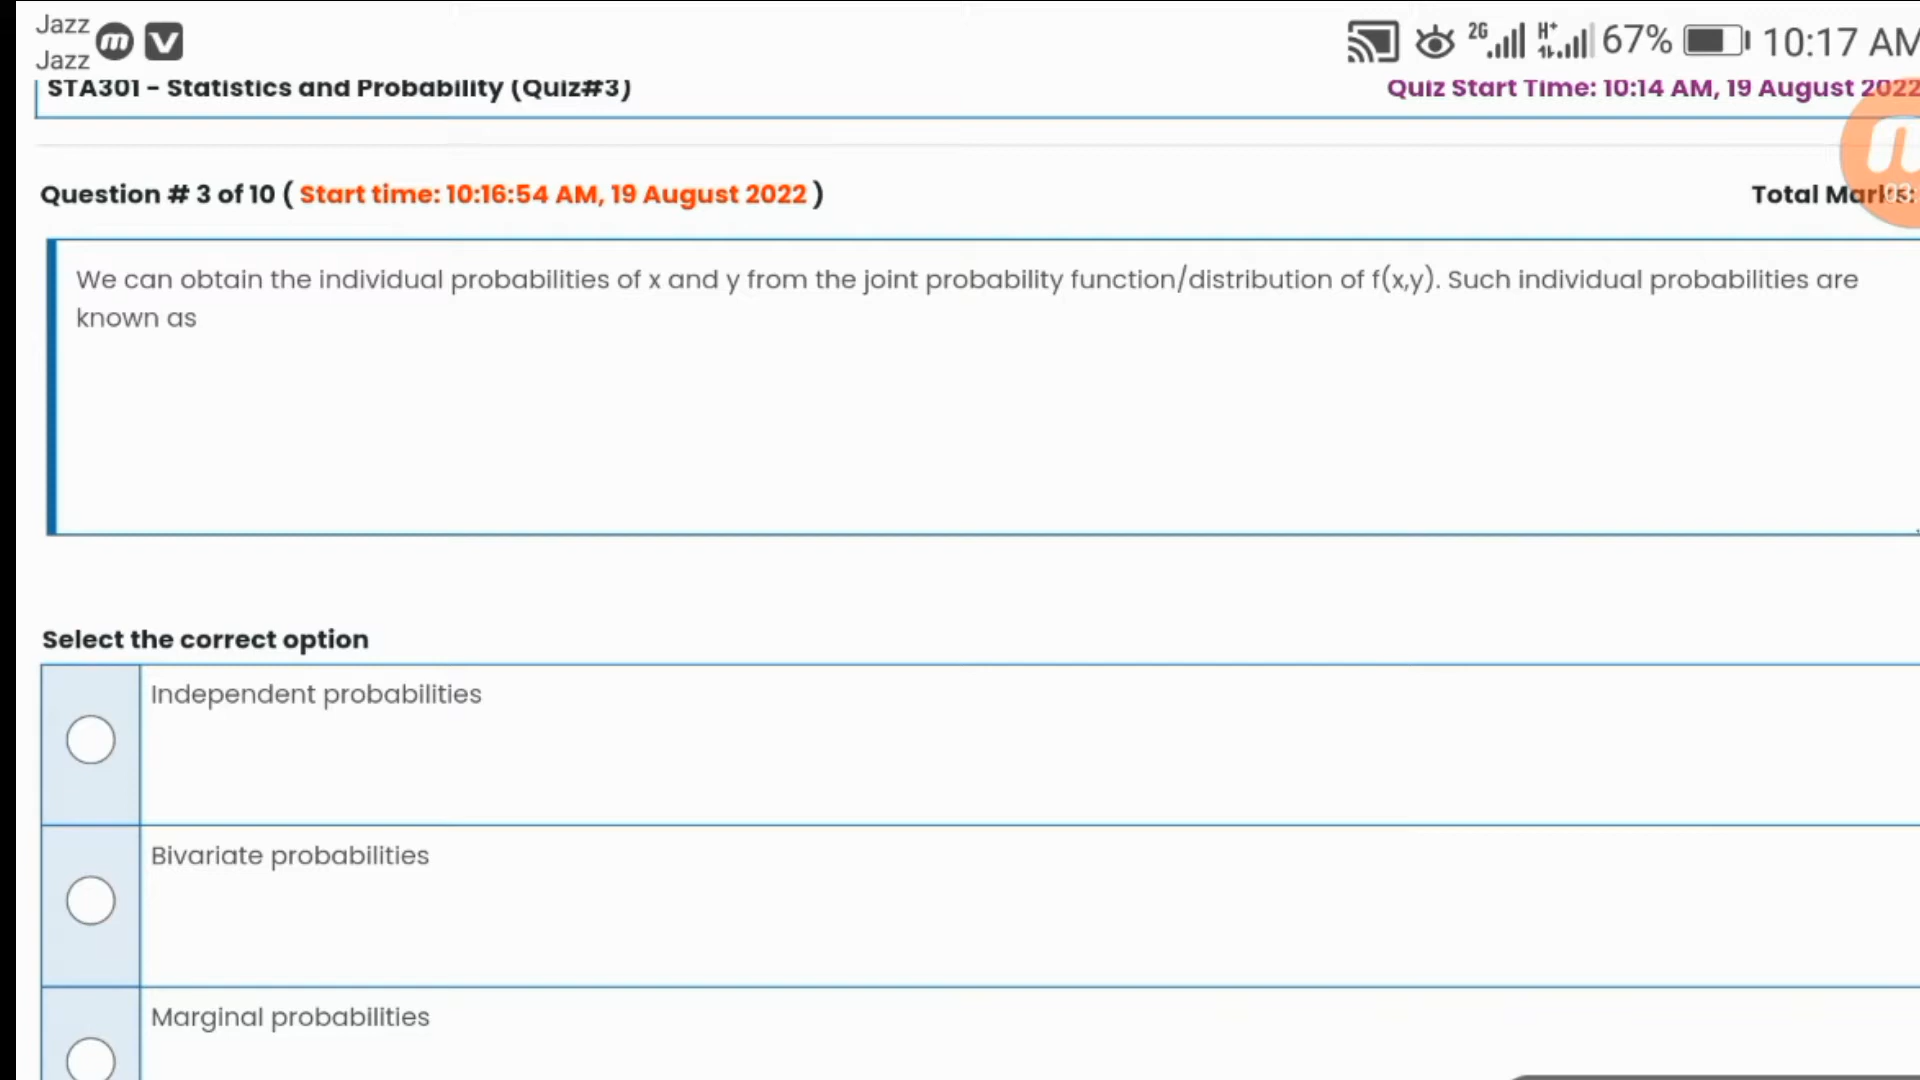 Jazz
Jazz
2G H+ 67% 10:17 AM
STA301 - Statistics and Probability (Quiz#3) Quiz Start Time: 10:14 AM, 19 August 2022
Question # 3 of 10 ( Start time: 10:16:54 AM, 19 August 2022 ) Total Marks:
We can obtain the individual probabilities of x and y from the joint probability function/distribution of f(x,y). Such individual probabilities are
known as
Select the correct option
Independent probabilities
Bivariate probabilities
Marginal probabilities